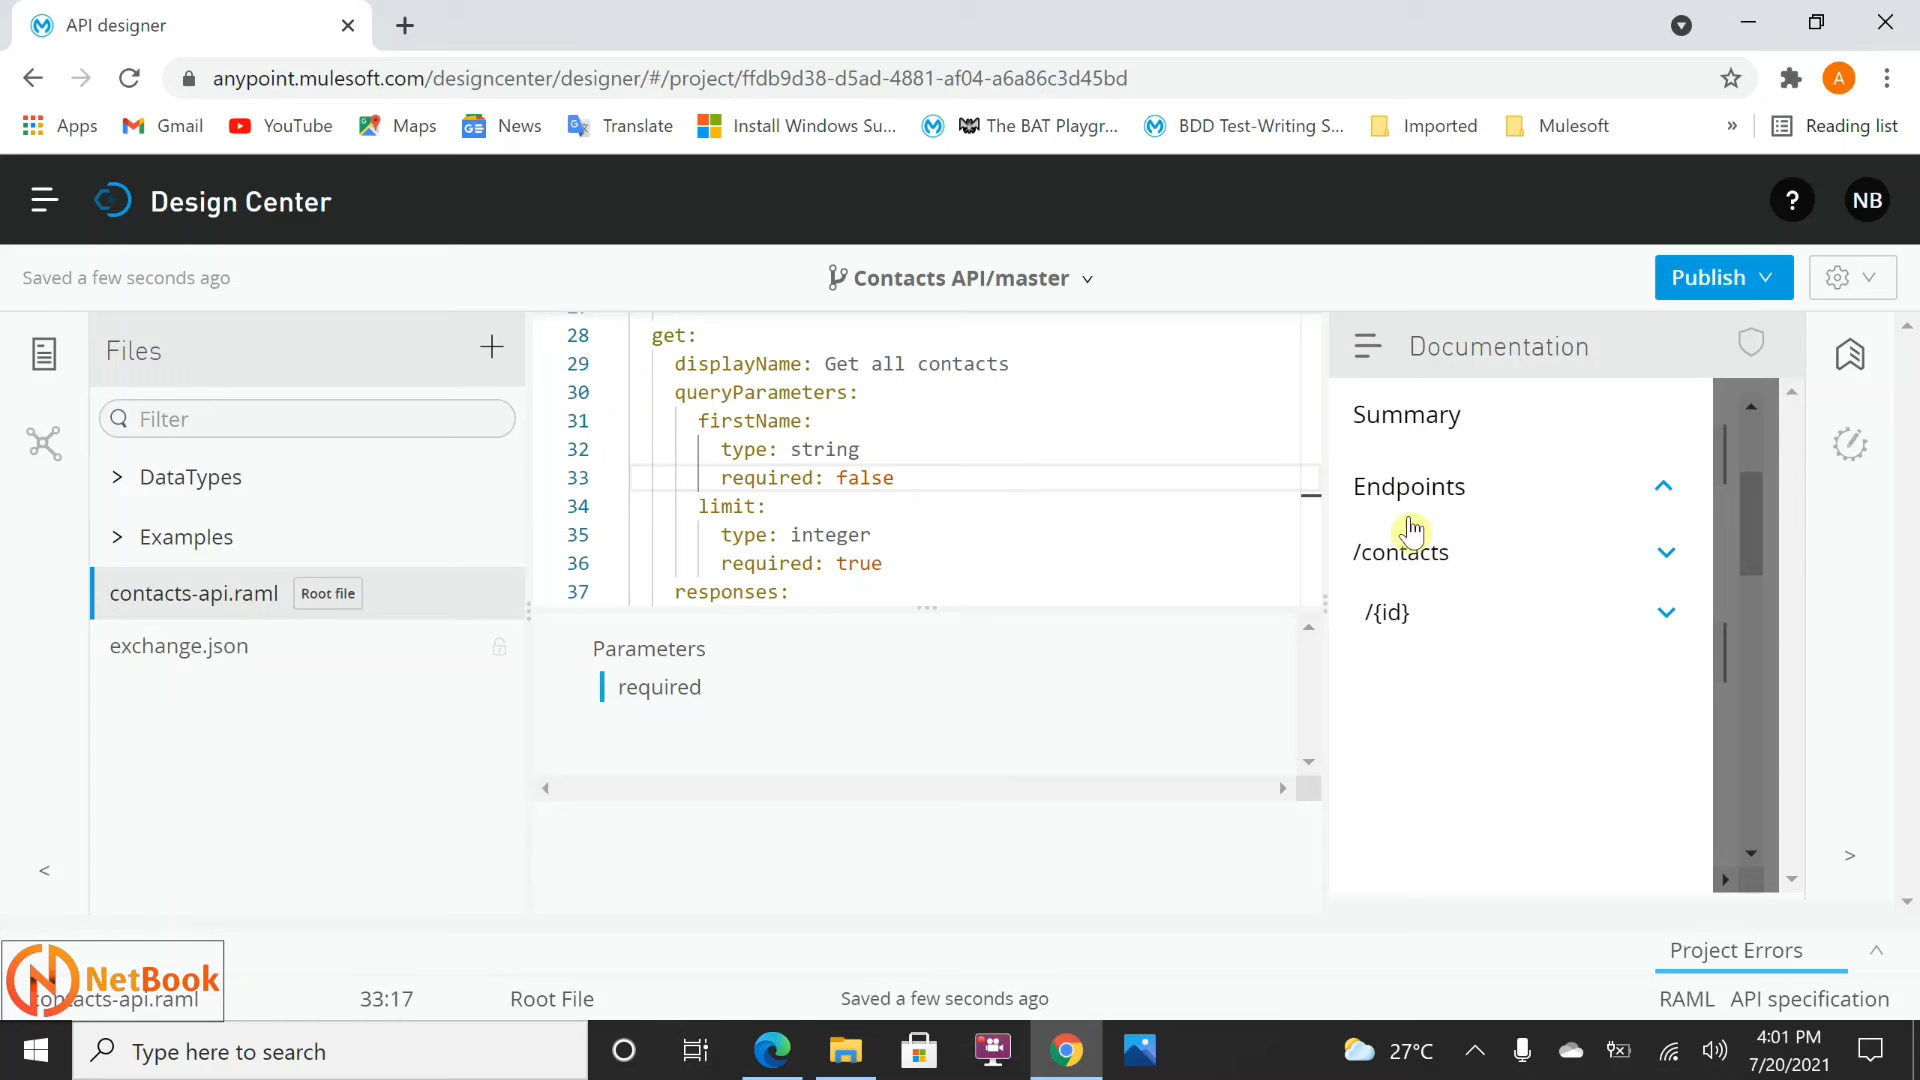 API designer
anypoint.mulesoft.com/designcenter/designer/#/project/ffdb9d38-d5ad-4881-af04-a6a86c3d45bd
A
Apps Gmail YouTube Maps News Translate Install Windows Su... The BAT Playgr... BDD Test-Writing S... Imported Mulesoft » Reading list
Design Center
? NB
Saved a few seconds ago
Contacts API/master
Publish
Files
Filter
DataTypes
Examples
contacts-api.raml Root file
exchange.json
28 get:
29 displayName: Get all contacts
30 queryParameters:
31 firstName:
32 type: string
33 required: false
34 limit:
35 type: integer
36 required: true
37 responses:
Parameters
required
Documentation
Summary
Endpoints
/contacts
/{id}
Project Errors
NetBook
contacts-api.raml 33:17 Root File Saved a few seconds ago RAML API specification
Type here to search
27°C
4:01 PM
7/20/2021